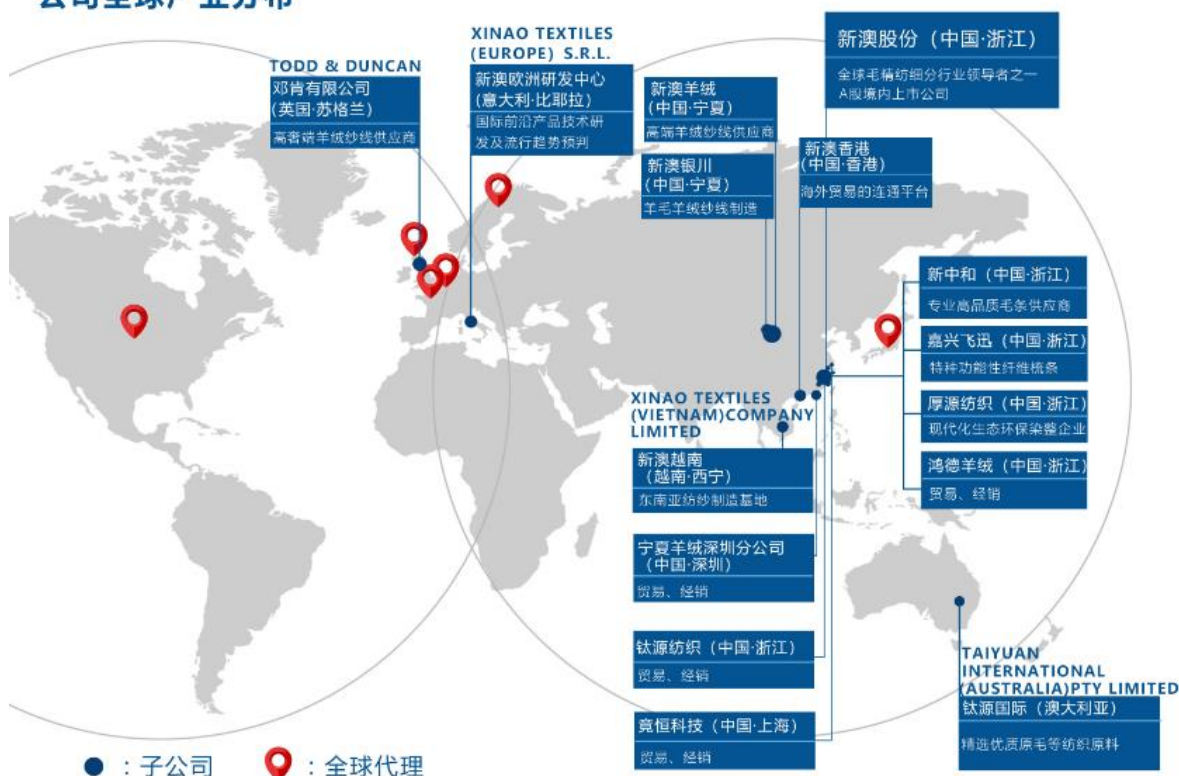 公司全球产业分布
TODD & DUNCAN
邓肯有限公司
(英国·苏格兰)
高奢端羊绒纱线供应商
XINAO TEXTILES
(EUROPE) S.R.L.
新澳欧洲研发中心
(意大利·比耶拉)
国际前沿产品技术研
发及流行趋势预判
新澳羊绒
(中国·宁夏)
高端羊绒纱线供应商
新澳银川
(中国·宁夏)
羊毛羊绒纱线制造
新澳股份（中国·浙江）
全球毛精纺细分行业领导者之一
A股境内上市公司
新澳香港
(中国·香港)
海外贸易的连通平台
新中和（中国·浙江）
专业高品质毛条供应商
嘉兴飞迅（中国·浙江）
特种功能性纤维梳条
厚源纺织（中国·浙江）
现代化生态环保染整企业
鸿德羊绒（中国·浙江）
贸易、经销
XINAO TEXTILES
(VIETNAM)COMPANY
LIMITED
新澳越南
（越南·西宁）
东南亚纺纱制造基地
宁夏羊绒深圳分公司
（中国·深圳）
贸易、经销
钛源纺织（中国·浙江）
贸易、经销
竟恒科技（中国·上海）
贸易、经销
TAIYUAN
INTERNATIONAL
(AUSTRALIA)PTY LIMITED
钛源国际（澳大利亚）
精选优质原毛等纺织原料
：子公司
：全球代理